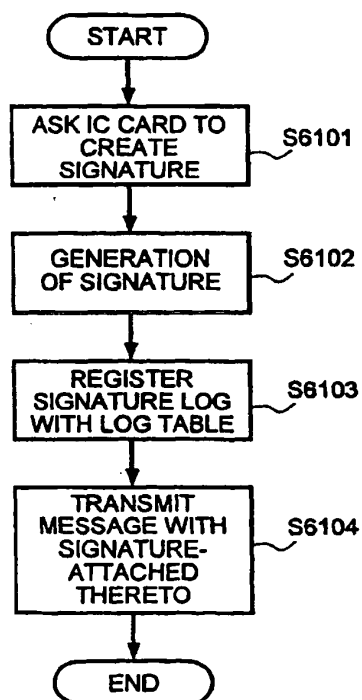 START
ASK IC CARD TO
CREATE
SIGNATURE
S6101
GENERATION
OF SIGNATURE
S6102
REGISTER
SIGNATURE LOG
WITH LOG TABLE
S6103
TRANSMIT
MESSAGE WITH
SIGNATURE-
ATTACHED
THERETO
S6104
END